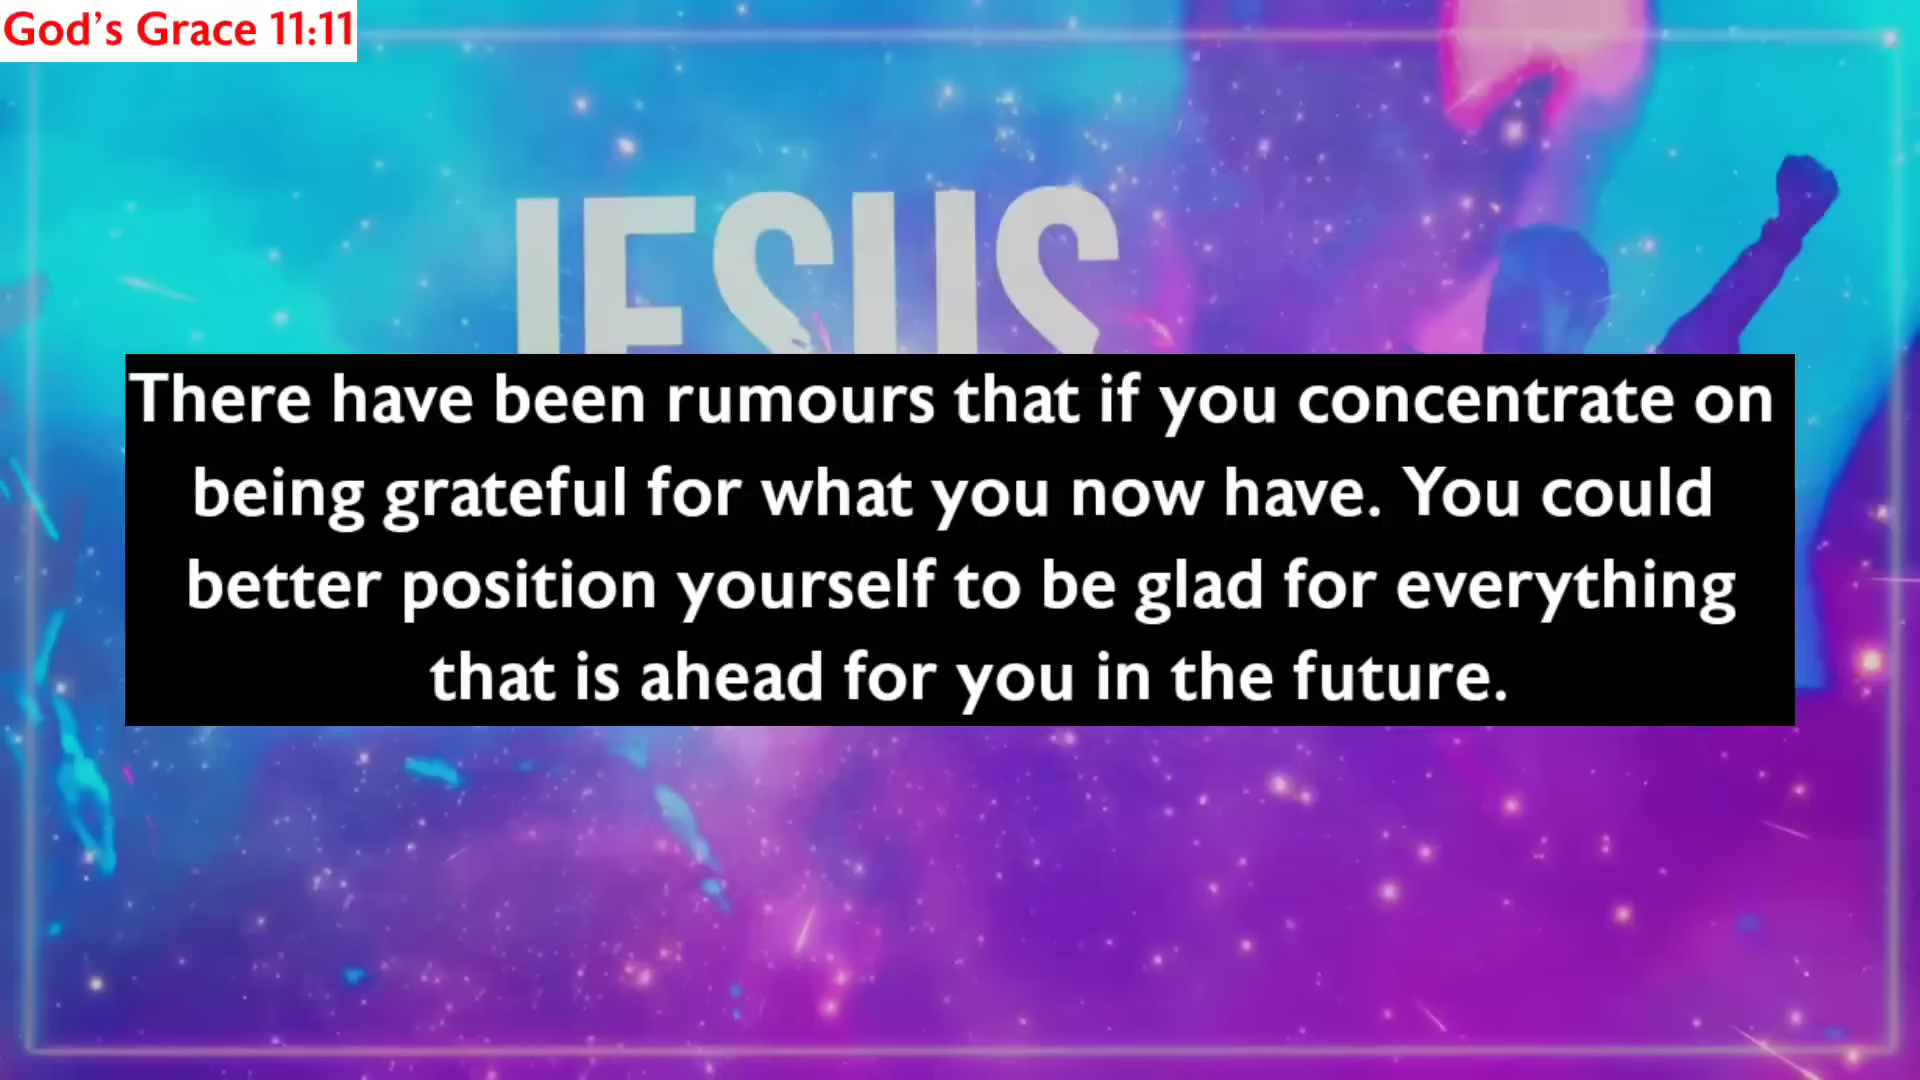 God's Grace 11:11
JESUS
There have been rumours that if you concentrate on
being grateful for what you now have. You could
better position yourself to be glad for everything
that is ahead for you in the future.